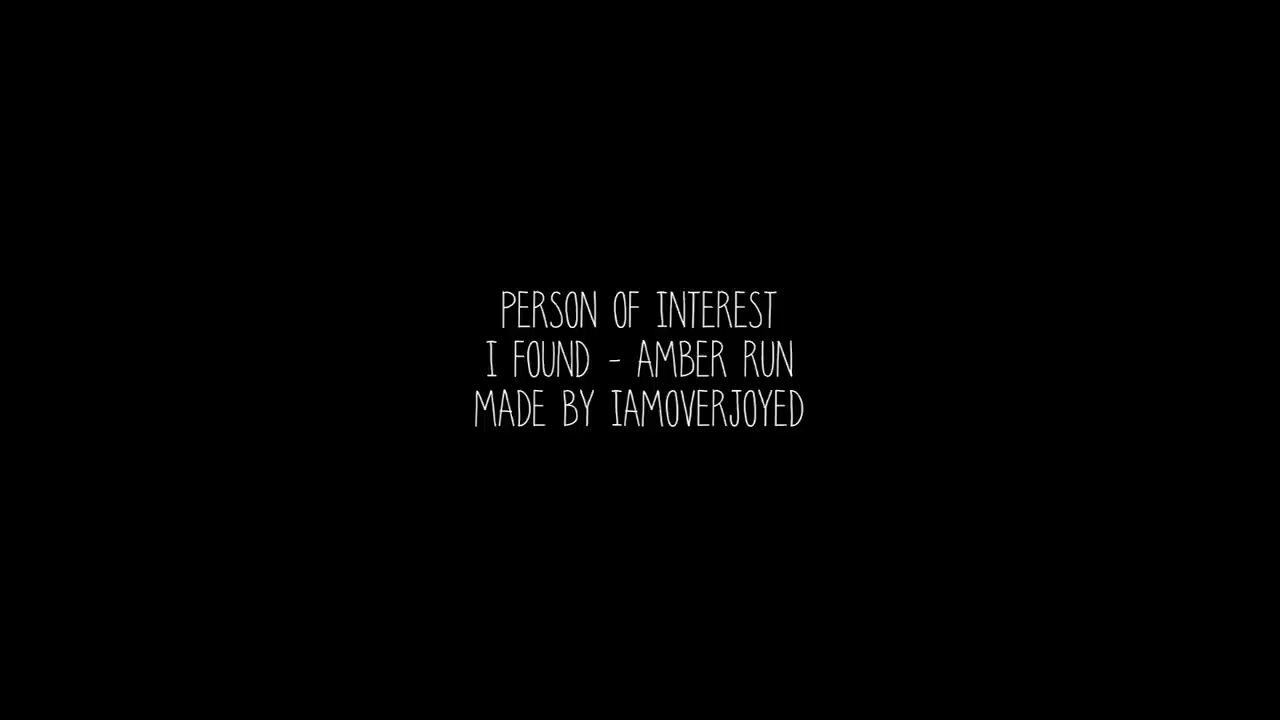 PERSON OF INTEREST
I FOUND - AMBER RUN
MADE BY IAMOVERJOYED